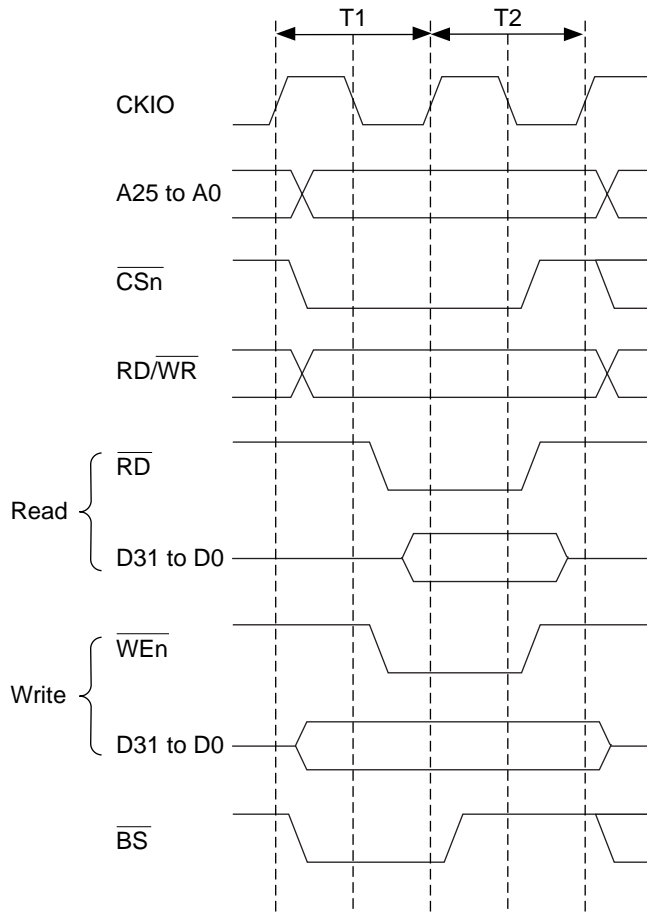 T1 T2
CKIO
A25 to A0
CSn
RD/WR
RD
Read
D31 to D0
WEn
Write
D31 to D0
BS